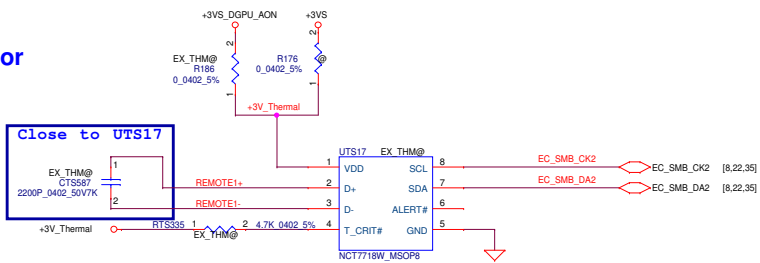 +3VS_DGPU_AON
+3VS
or
2
EX_THM@
R186
0_0402_5%
1
2
R176
@
0_0402_5%
1
+3V_Thermal
Close to UTS17
EX_THM@
CTS587
2200P_0402_50V7K
1
2
REMOTE1+
REMOTE1-
+3V_Thermal
RTS335
1
2
4.7K_0402_5%
EX_THM@
UTS17
EX_THM@
1
VDD
SCL
8
2
D+
SDA
7
3
D-
ALERT#
6
4
T_CRIT#
GND
5
NCT7718W_MSOP8
EC_SMB_CK2
EC_SMB_CK2 [8,22,35]
EC_SMB_DA2
EC_SMB_DA2 [8,22,35]